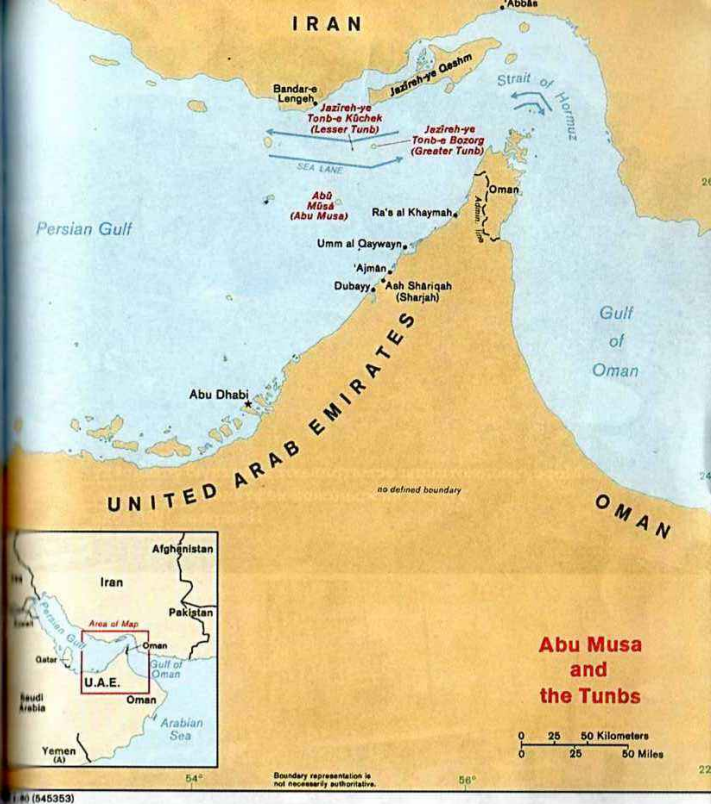 'Abbās
IRAN
Jazīreh-ye Qeshm
Strait of Hormuz
Bandar-e
Lengeh
Jazīreh-ye
Tonb-e Kūchek
(Lesser Tunb)
Jazīreh-ye
Tonb-e Bozorg
(Greater Tunb)
SEA LANE
26
Oman
Admin. line
Abū
Mūsá
(Abu Musa)
Ra's al Khaymah
Persian Gulf
Umm al Qaywayn
'Ajmān
Dubayy
Ash Shāriqah
(Sharjah)
Gulf
of
Oman
Abu Dhabi
UNITED ARAB EMIRATES
no defined boundary
24
OMAN
Afghanistan
Iran
Pakistan
Persian Gulf
Area of Map
Oman
Qatar
Gulf of
Oman
U.A.E.
Saudi
Arabia
Oman
Arabian
Sea
Yemen
(A)
Abu Musa
and
the Tunbs
0 25 50 Kilometers
0 25 50 Miles
54°
Boundary representation is
not necessarily authoritative.
56°
22
(545353)